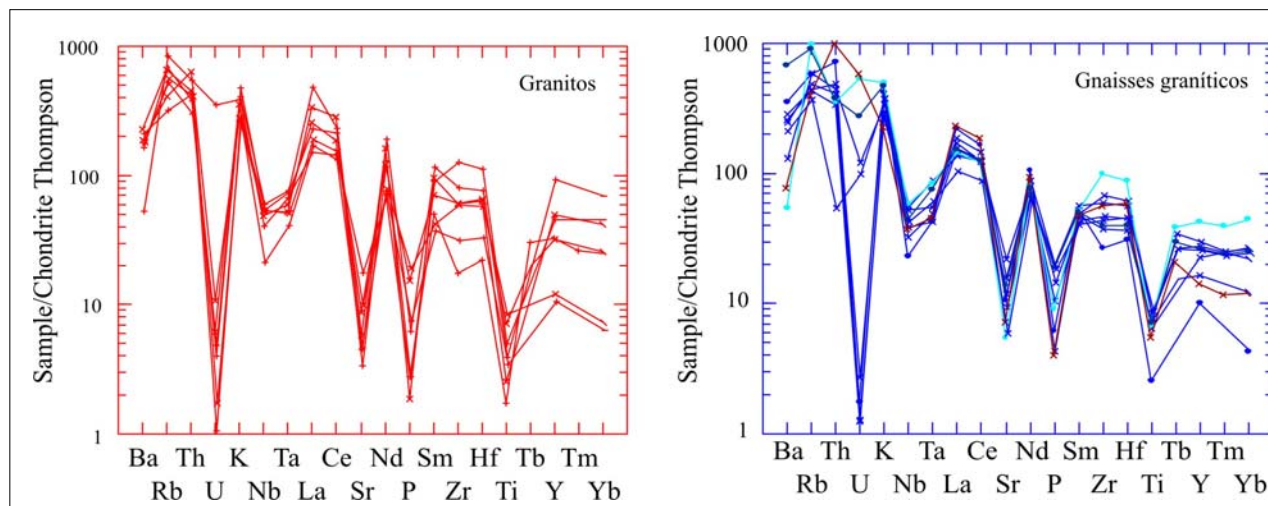 1000
Granitos
100
10
1
Sample/Chondrite Thompson
Ba Th K Ta Ce Nd Sm Hf Tb Tm
Rb U Nb La Sr P Zr Ti Y Yb
1000
Gnaisses graníticos
100
10
1
Sample/Chondrite Thompson
Ba Th K Ta Ce Nd Sm Hf Tb Tm
Rb U Nb La Sr P Zr Ti Y Yb